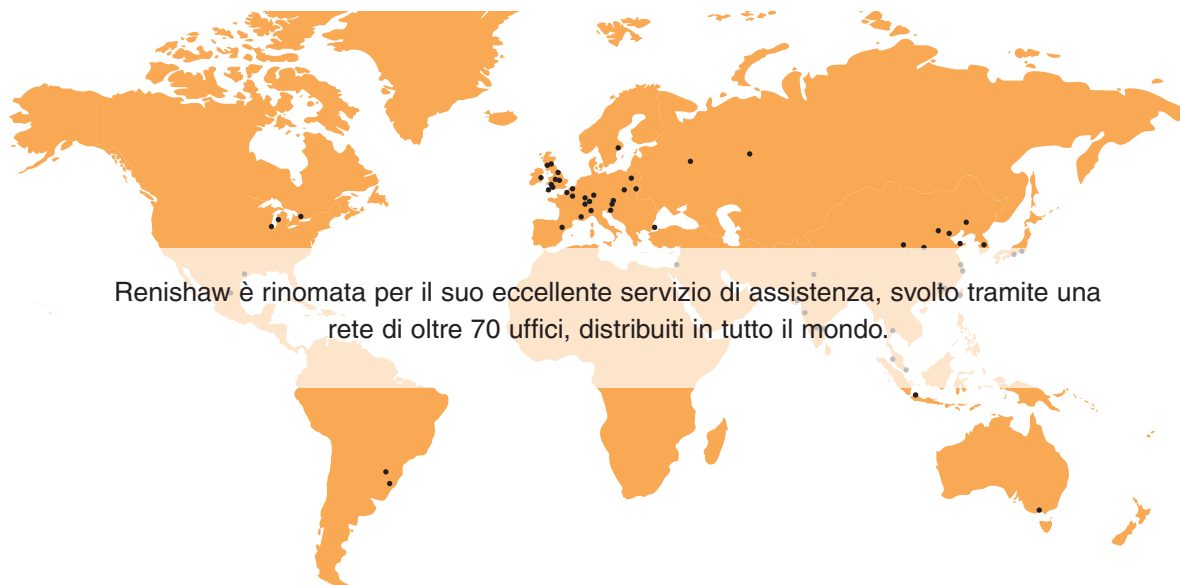 Renishaw è rinomata per il suo eccellente servizio di assistenza, svolto tramite una
rete di oltre 70 uffici, distribuiti in tutto il mondo.